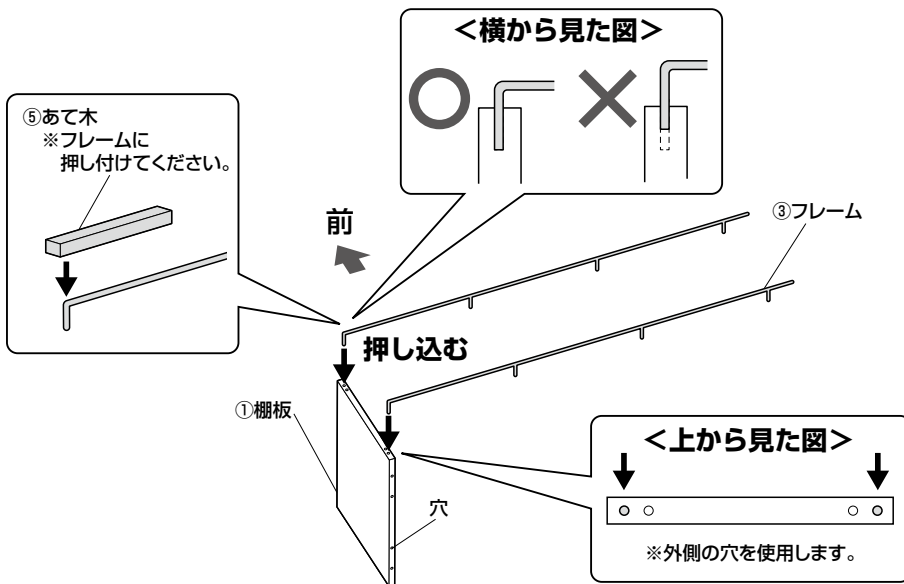 ＜横から見た図＞
⑤あて木
※フレームに
押し付けてください。
前
③フレーム
押し込む
①棚板
穴
＜上から見た図＞
※外側の穴を使用します。